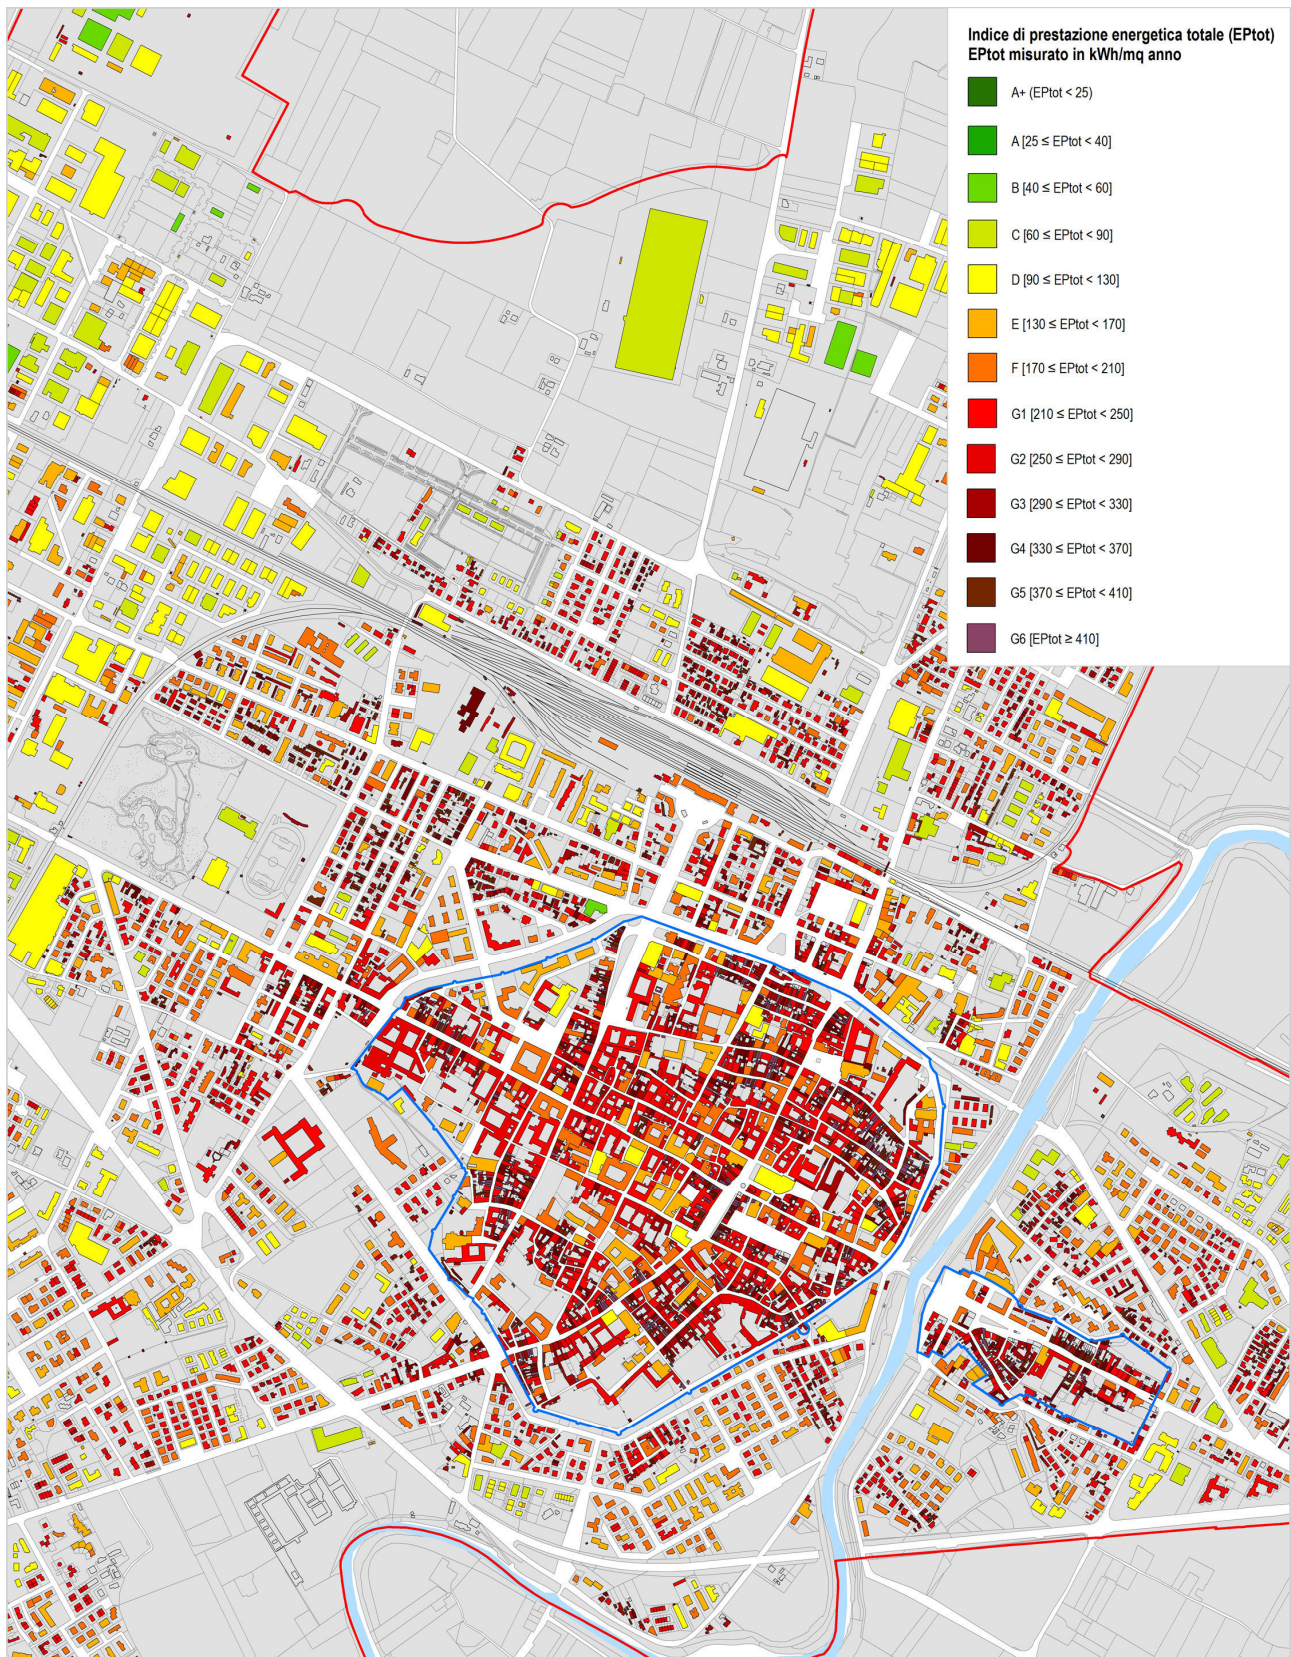 Indice di prestazione energetica totale (EPtot)
EPtot misurato in kWh/mq anno
A+ (EPtot < 25)
A [25 ≤ EPtot < 40]
B [40 ≤ EPtot < 60]
C [60 ≤ EPtot < 90]
D [90 ≤ EPtot < 130]
E [130 ≤ EPtot < 170]
F [170 ≤ EPtot < 210]
G1 [210 ≤ EPtot < 250]
G2 [250 ≤ EPtot < 290]
G3 [290 ≤ EPtot < 330]
G4 [330 ≤ EPtot < 370]
G5 [370 ≤ EPtot < 410]
G6 [EPtot ≥ 410]